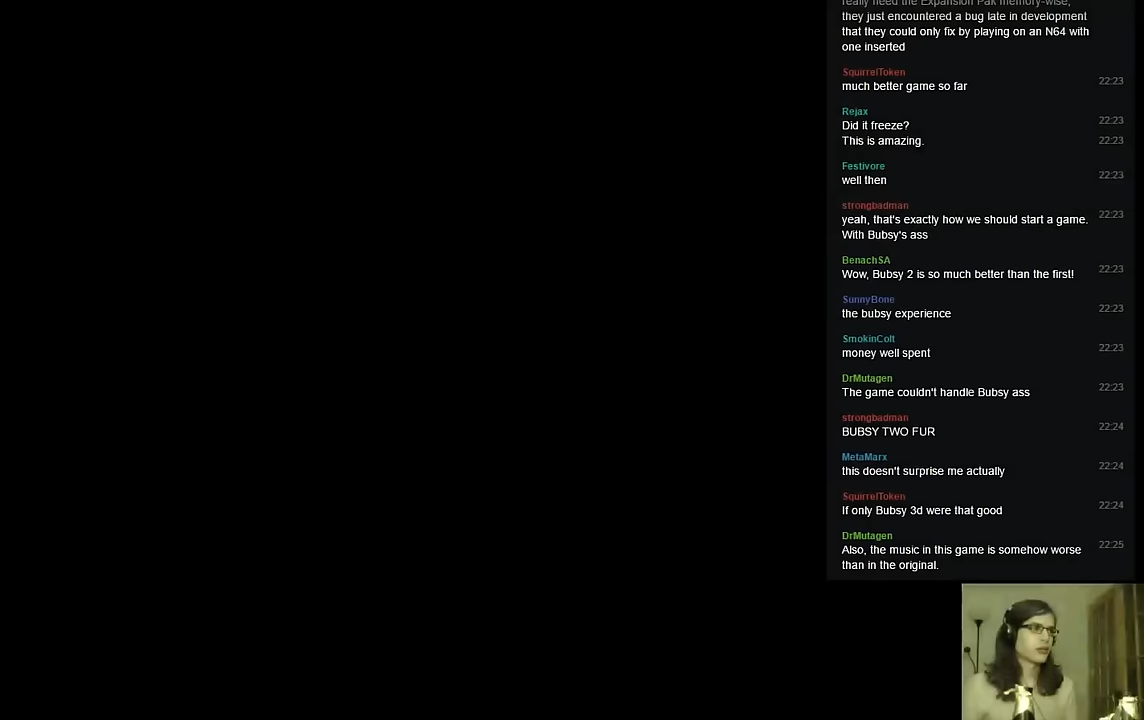 really need the Expansion Pak memory-wise,
they just encountered a bug late in development
that they could only fix by playing on an N64 with
one inserted
SquirrelToken
much better game so far 22:23
Rejax
Did it freeze? 22:23
This is amazing. 22:23
Festivore
well then 22:23
strongbadman
yeah, that's exactly how we should start a game. 22:23
With Bubsy's ass
BenachSA
Wow, Bubsy 2 is so much better than the first! 22:23
SunnyBone
the bubsy experience 22:23
SmokinColt
money well spent 22:23
DrMutagen
The game couldn't handle Bubsy ass 22:23
strongbadman
BUBSY TWO FUR 22:24
MetaMarx
this doesn't surprise me actually 22:24
SquirrelToken
If only Bubsy 3d were that good 22:24
DrMutagen
Also, the music in this game is somehow worse 22:25
than in the original.